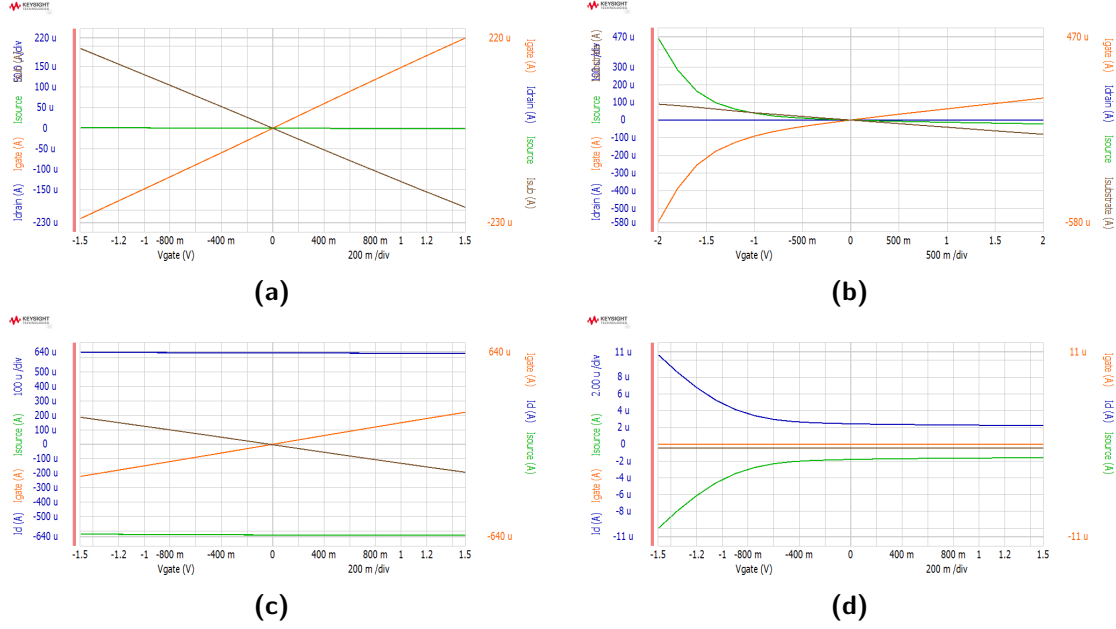 KEYSIGHT
TECHNOLOGIES
220 u
150 u
100 u
50 u
0
-50 u
-100 u
-150 u
-230 u
Idrain (A)
Igate (A)
Isource
220 u
-230 u
Igate (A)
Idrain (A)
Isource
Isub (A)
-1.5 -1.2 -1 -800 m -400 m 0 400 m 800 m 1 1.2 1.5
Vgate (V) 200 m /div
(a)
KEYSIGHT
TECHNOLOGIES
470 u
300 u
200 u
100 u
0
-100 u
-200 u
-300 u
-400 u
-500 u
-580 u
Idrain (A)
Igate (A)
Isource
470 u
-580 u
Igate (A)
Idrain (A)
Isource
Isubstrate (A)
-2 -1.5 -1 -500 m 0 500 m 1 1.5 2
Vgate (V) 500 m /div
(b)
KEYSIGHT
TECHNOLOGIES
640 u
500 u
400 u
300 u
200 u
100 u
0
-100 u
-200 u
-300 u
-400 u
-500 u
-640 u
Id (A)
Igate (A)
Isource (A)
100 u /div
640 u
-640 u
Igate (A)
Id (A)
Isource (A)
-1.5 -1.2 -1 -800 m -400 m 0 400 m 800 m 1 1.2 1.5
Vgate (V) 200 m /div
(c)
KEYSIGHT
TECHNOLOGIES
11 u
8 u
6 u
4 u
2 u
0
-2 u
-4 u
-6 u
-8 u
-11 u
Id (A)
Igate (A)
Isource (A)
2.00 u /div
11 u
-11 u
Igate (A)
Id (A)
Isource (A)
-1.5 -1.2 -1 -800 m -400 m 0 400 m 800 m 1 1.2 1.5
Vgate (V) 200 m /div
(d)